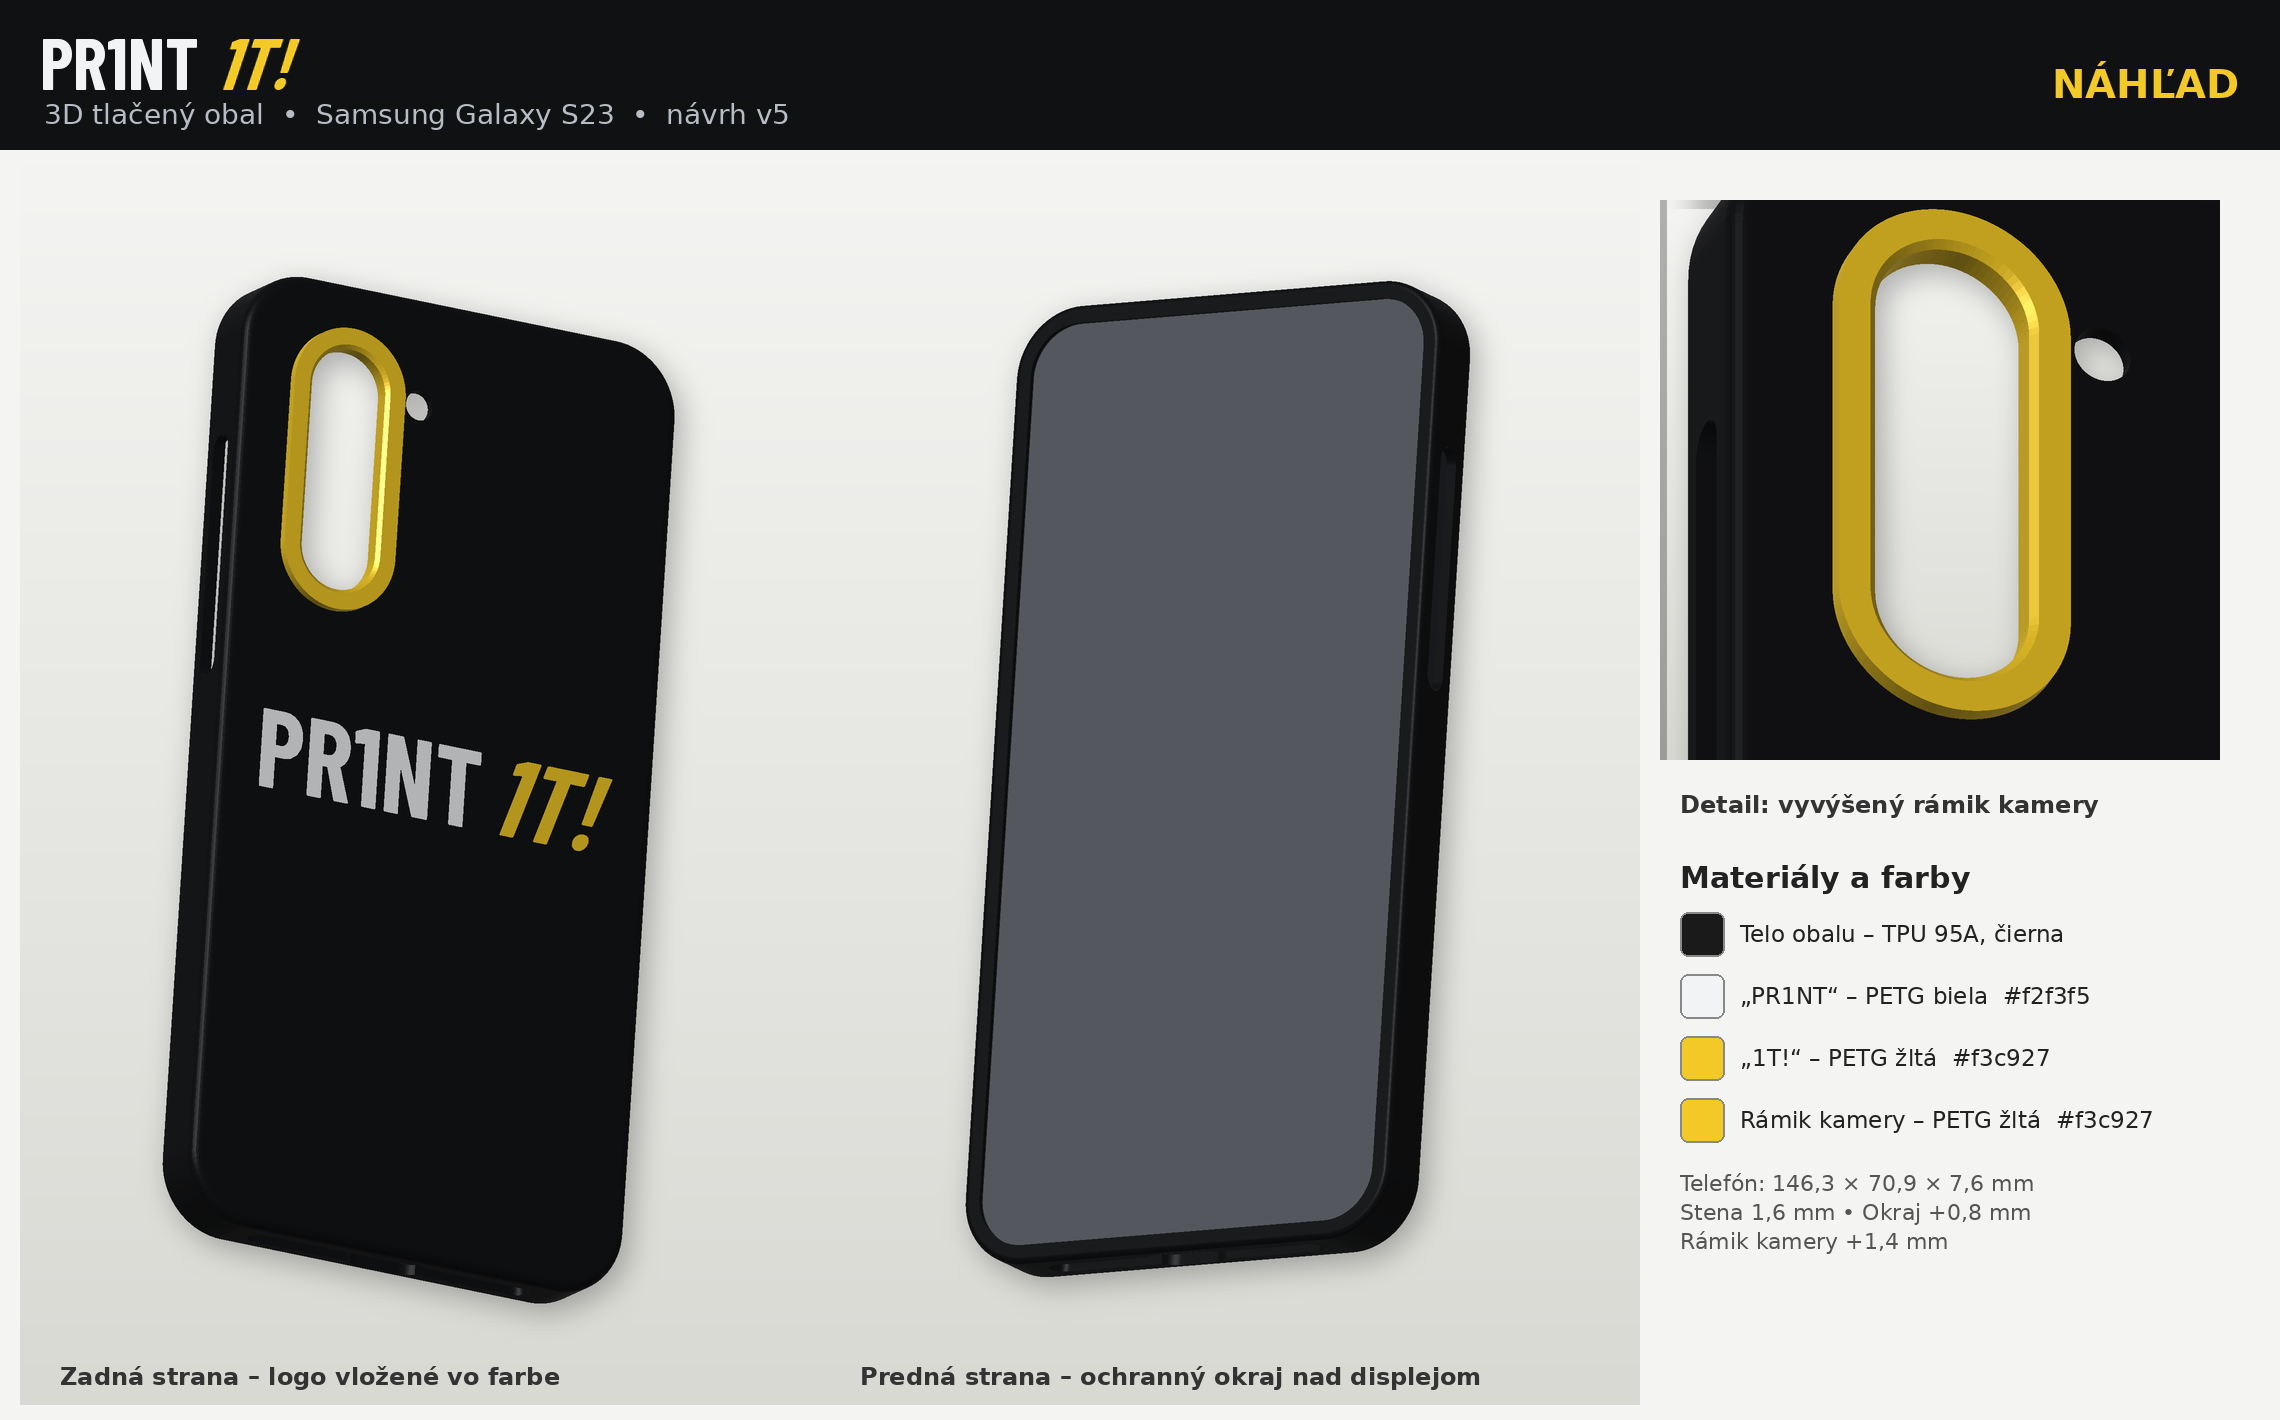 PR1NT 1T!
3D tlačený obal • Samsung Galaxy S23 • návrh v5
NÁHĽAD
PR1NT 1T!
Zadná strana – logo vložené vo farbe
Predná strana – ochranný okraj nad displejom
Detail: vyvýšený rámik kamery
Materiály a farby
Telo obalu – TPU 95A, čierna
„PR1NT“ – PETG biela #f2f3f5
„1T!“ – PETG žltá #f3c927
Rámik kamery – PETG žltá #f3c927
Telefón: 146,3 × 70,9 × 7,6 mm
Stena 1,6 mm • Okraj +0,8 mm
Rámik kamery +1,4 mm